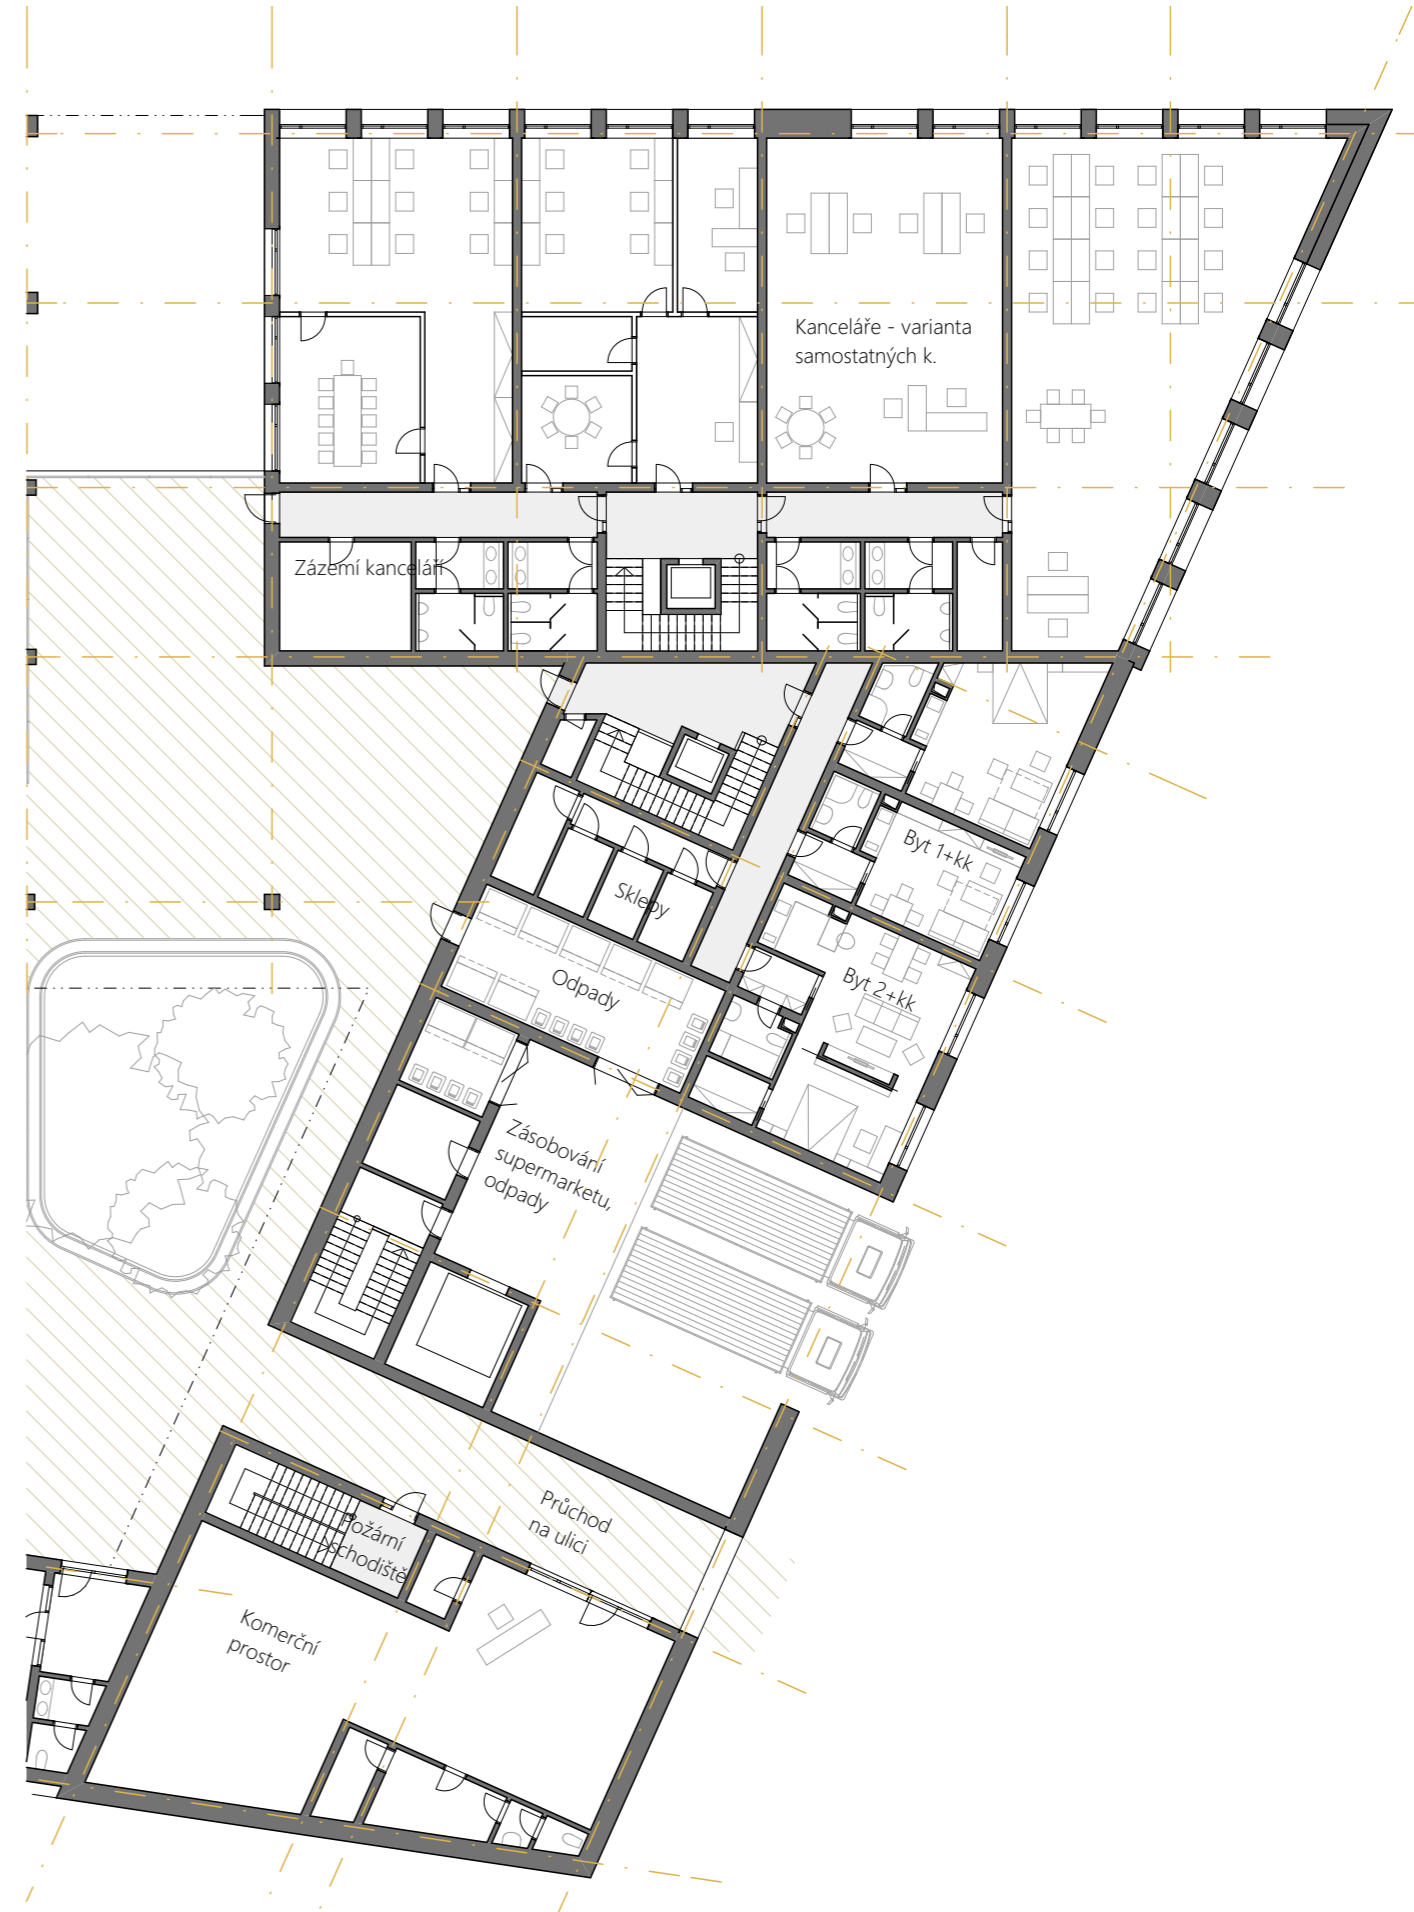 Kanceláře - varianta
samostatných k.
Zázemí kanceláří
Byt 1+kk
Sklepy
Byt 2+kk
Odpady
Zásobování
supermarketu,
odpady
Průchod
na ulici
Požární
schodiště
Komerční
prostor